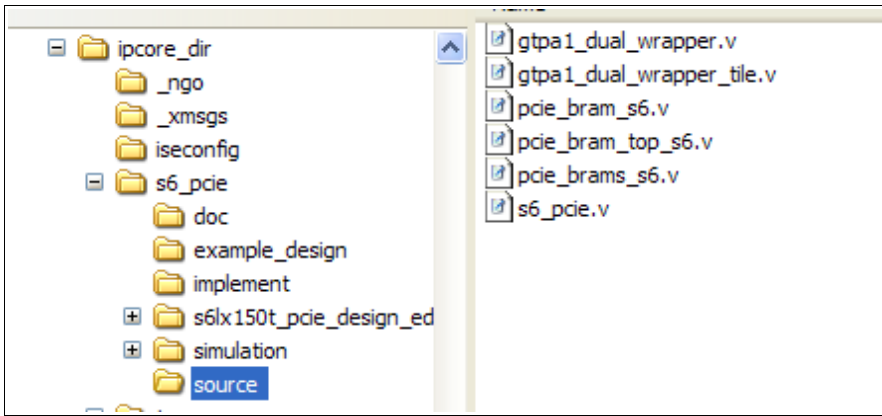 ipcore_dir
_ngo
_xmsgs
iseconfig
s6_pcie
doc
example_design
implement
s6lx150t_pcie_design_ed
simulation
source
gtpa1_dual_wrapper.v
gtpa1_dual_wrapper_tile.v
pcie_bram_s6.v
pcie_bram_top_s6.v
pcie_brams_s6.v
s6_pcie.v